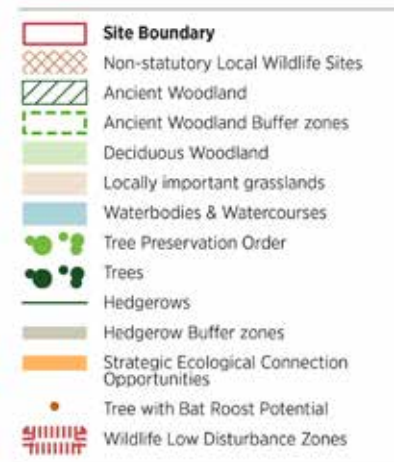 Site Boundary
Non-statutory Local Wildlife Sites
Ancient Woodland
Ancient Woodland Buffer zones
Deciduous Woodland
Locally important grasslands
Waterbodies & Watercourses
Tree Preservation Order
Trees
Hedgerows
Hedgerow Buffer zones
Strategic Ecological Connection
Opportunities
Tree with Bat Roost Potential
Wildlife Low Disturbance Zones